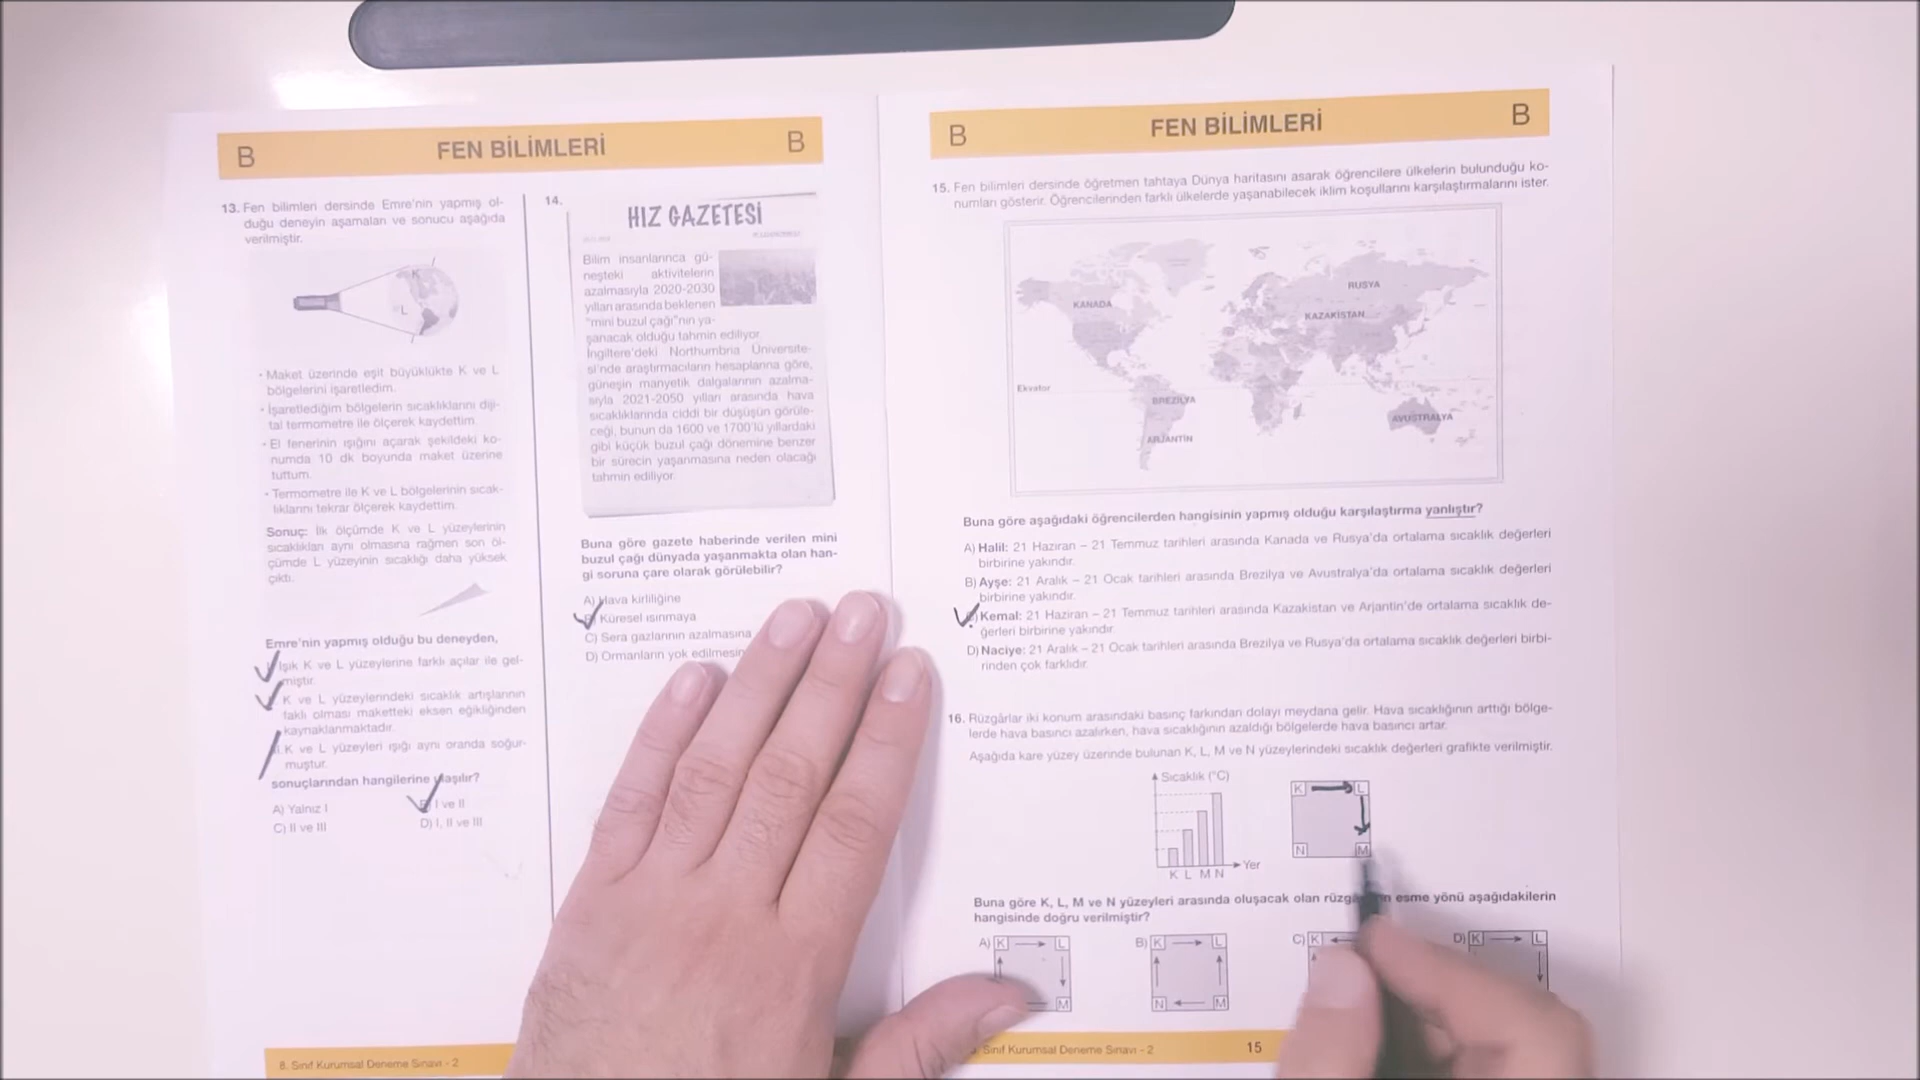 B FEN BİLİMLERİ B
13. Fen bilimleri dersinde Emre'nin yapmış ol-
duğu deneyin aşamaları ve sonucu aşağıda
verilmiştir.
K
L
• Maket üzerinde eşit büyüklükte K ve L
bölgelerini işaretledim.
• İşaretlediğim bölgelerin sıcaklıklarını diji-
tal termometre ile ölçerek kaydettim.
• El fenerinin ışığını açarak şekildeki ko-
numda 10 dk boyunda maket üzerine
tuttum.
• Termometre ile K ve L bölgelerinin sıcak-
lıklarını tekrar ölçerek kaydettim.
Sonuç: İlk ölçümde K ve L yüzeylerinin
sıcaklıkları aynı olmasına rağmen son öl-
çümde L yüzeyinin sıcaklığı daha yüksek
çıktı.
Emre'nin yapmış olduğu bu deneyden,
Işık K ve L yüzeylerine farklı açılar ile gel-
miştir.
K ve L yüzeylerindeki sıcaklık artışlarının
faklı olması maketteki eksen eğikliğinden
kaynaklanmaktadır.
K ve L yüzeyleri ışığı aynı oranda soğur-
muştur.
sonuçlarından hangilerine ulaşılır?
A) Yalnız I
B) I ve II
C) II ve III
D) I, II ve III
8. Sınıf Kurumsal Deneme Sınavı - 2
14.
HIZ GAZETESİ
Bilim insanlarınca gü-
neşteki aktivitelerin
azalmasıyla 2020-2030
yılları arasında beklenen
"mini buzul çağı"nın ya-
şanacak olduğu tahmin ediliyor.
İngiltere'deki Northumbria Üniversite-
si'nde araştırmacıların hesaplarına göre,
güneşin manyetik dalgalarının azalma-
sıyla 2021-2050 yılları arasında hava
sıcaklıklarında ciddi bir düşüşün görüle-
ceği, bunun da 1600 ve 1700'lü yıllardaki
gibi küçük buzul çağı dönemine benzer
bir sürecin yaşanmasına neden olacağı
tahmin ediliyor.
Buna göre gazete haberinde verilen mini
buzul çağı dünyada yaşanmakta olan han-
gi soruna çare olarak görülebilir?
A) Hava kirliliğine
B) Küresel ısınmaya
C) Sera gazlarının azalmasına
D) Ormanların yok edilmesin
B FEN BİLİMLERİ B
15. Fen bilimleri dersinde öğretmen tahtaya Dünya haritasını asarak öğrencilere ülkelerin bulunduğu ko-
numları gösterir. Öğrencilerinden farklı ülkelerde yaşanabilecek iklim koşullarını karşılaştırmalarını ister.
RUSYA
KANADA
KAZAKİSTAN
Ekvator
BREZİLYA
AVUSTRALYA
ARJANTİN
Buna göre aşağıdaki öğrencilerden hangisinin yapmış olduğu karşılaştırma yanlıştır?
A) Halil: 21 Haziran – 21 Temmuz tarihleri arasında Kanada ve Rusya'da ortalama sıcaklık değerleri
birbirine yakındır.
B) Ayşe: 21 Aralık – 21 Ocak tarihleri arasında Brezilya ve Avustralya'da ortalama sıcaklık değerleri
birbirine yakındır.
Kemal: 21 Haziran – 21 Temmuz tarihleri arasında Kazakistan ve Arjantin'de ortalama sıcaklık de-
ğerleri birbirine yakındır.
D) Naciye: 21 Aralık – 21 Ocak tarihleri arasında Brezilya ve Rusya'da ortalama sıcaklık değerleri birbi-
rinden çok farklıdır.
16. Rüzgârlar iki konum arasındaki basınç farkından dolayı meydana gelir. Hava sıcaklığının arttığı bölge-
lerde hava basıncı azalırken, hava sıcaklığının azaldığı bölgelerde hava basıncı artar.
Aşağıda kare yüzey üzerinde bulunan K, L, M ve N yüzeylerindeki sıcaklık değerleri grafikte verilmiştir.
Sıcaklık (°C)
K L M N
Yer
K L
N M
Buna göre K, L, M ve N yüzeyleri arasında oluşacak olan esme yönü aşağıdakilerin
hangisinde doğru verilmiştir?
A) K L
M
B) K L
N M
C) K
D) K L
Sınıf Kurumsal Deneme Sınavı - 2
15